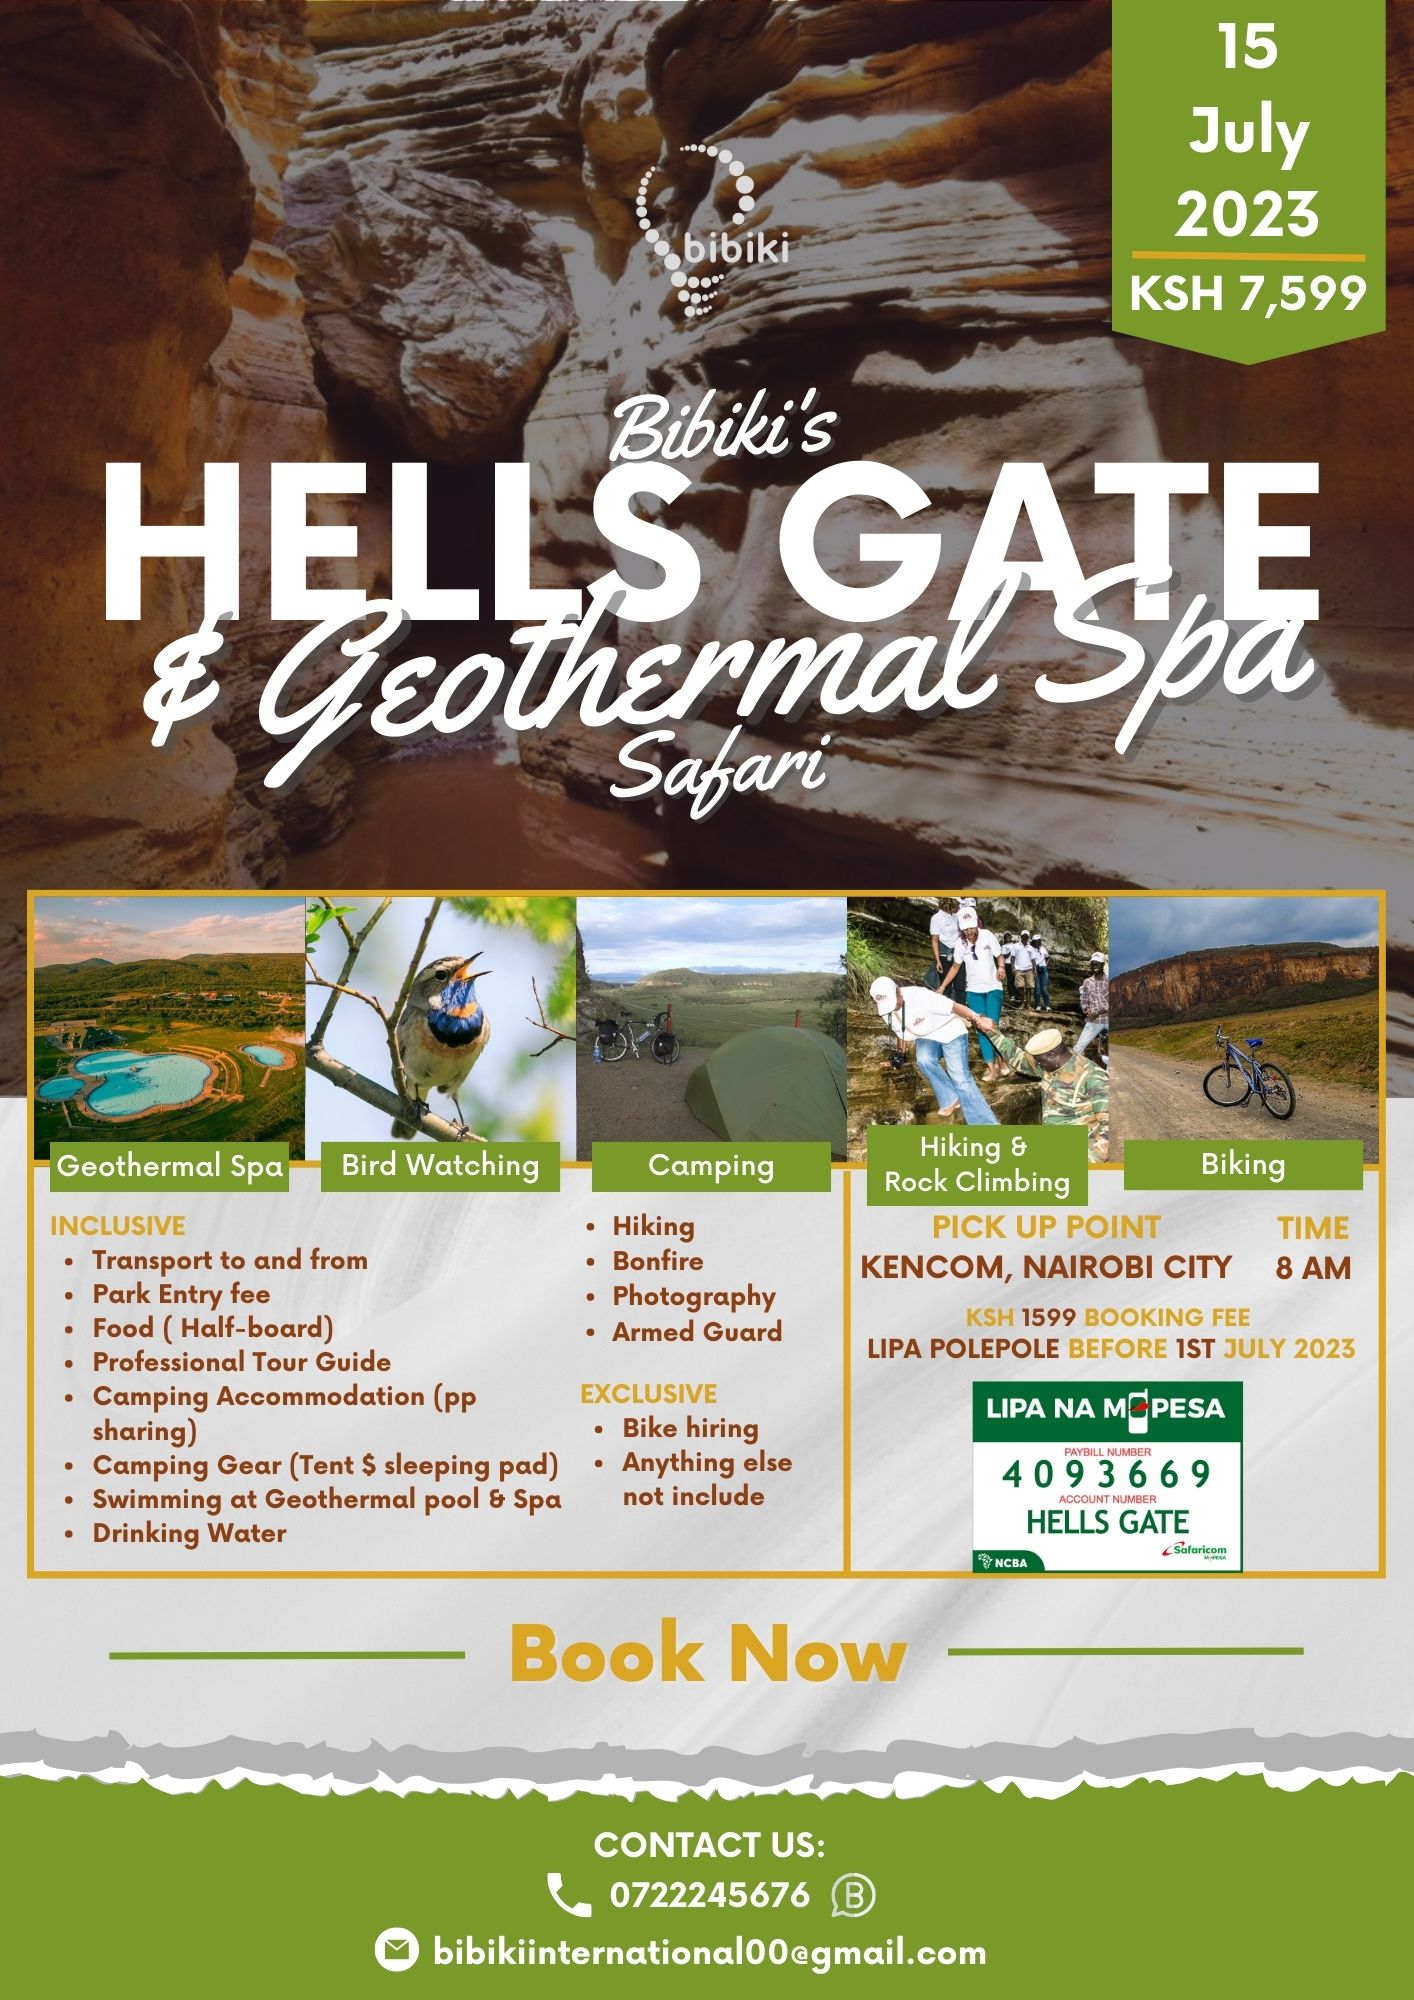 15
July
2023
KSH 7,599
bibiki
Bibiki's
HELLS GATE
& Geothermal Spa
Safari
Geothermal Spa
Bird Watching
Camping
Hiking &
Rock Climbing
Biking
INCLUSIVE
• Transport to and from
• Park Entry fee
• Food ( Half-board)
• Professional Tour Guide
• Camping Accommodation (pp
sharing)
• Camping Gear (Tent $ sleeping pad)
• Swimming at Geothermal pool & Spa
• Drinking Water
• Hiking
• Bonfire
• Photography
• Armed Guard
EXCLUSIVE
• Bike hiring
• Anything else
not include
PICK UP POINT
KENCOM, NAIROBI CITY
TIME
8 AM
KSH 1599 BOOKING FEE
LIPA POLEPOLE BEFORE 1ST JULY 2023
LIPA NA M-PESA
PAYBILL NUMBER
4093669
ACCOUNT NUMBER
HELLS GATE
Safaricom
M-PESA
NCBA
Book Now
CONTACT US:
0722245676 B
bibikiinternational00@gmail.com